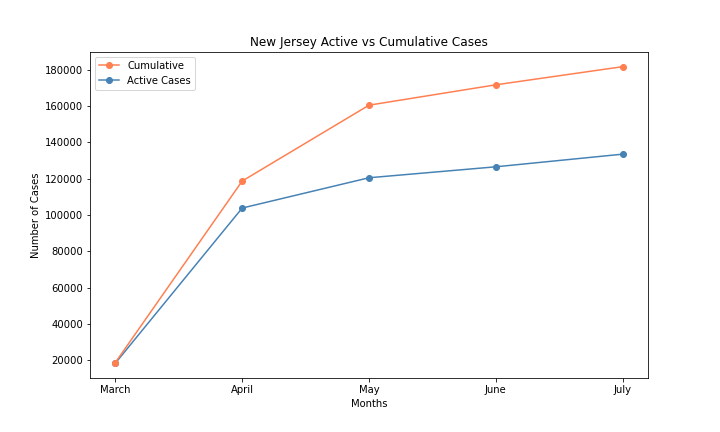 New Jersey Active vs Cumulative Cases
Cumulative
Active Cases
180000
160000
140000
120000
100000
80000
60000
40000
20000
Number of Cases
March April May June July
Months